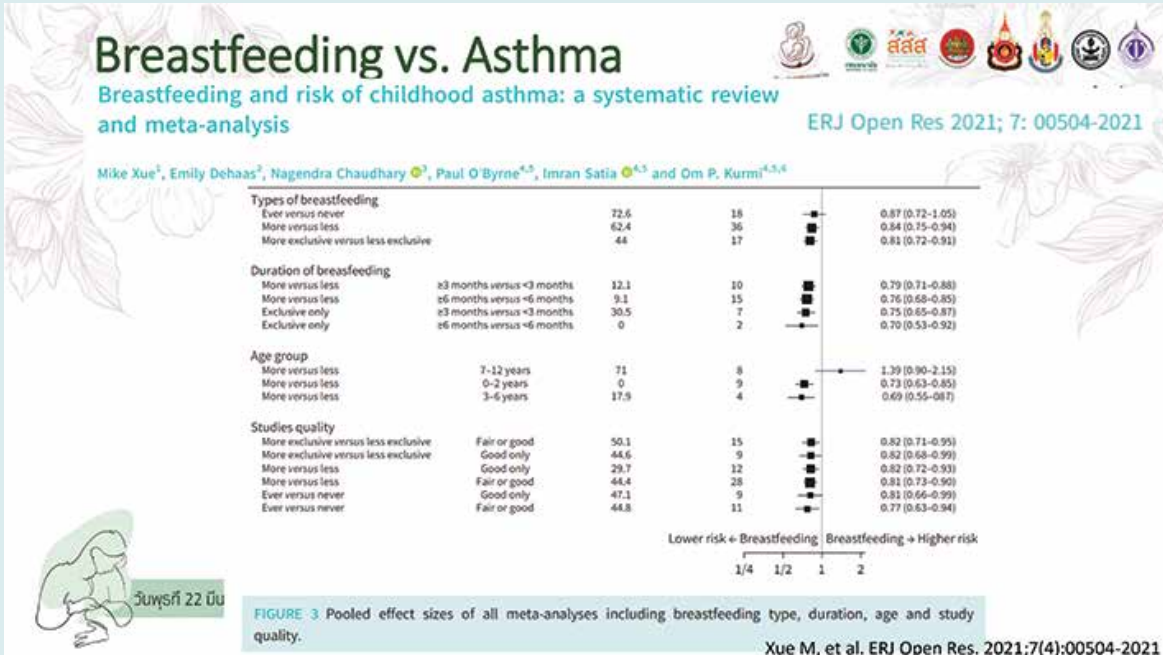 Breastfeeding vs. Asthma
สสส
Breastfeeding and risk of childhood asthma: a systematic review
and meta-analysis
ERJ Open Res 2021; 7: 00504-2021
Mike Xue¹, Emily Dehaas², Nagendra Chaudhary ³, Paul O'Byrne⁴,⁵, Imran Satia ⁴,⁵ and Om P. Kurmi⁴,⁵,⁶
Types of breastfeeding
Ever versus never 72.6 18 0.87 (0.72–1.05)
More versus less 62.4 36 0.84 (0.75–0.94)
More exclusive versus less exclusive 44 17 0.81 (0.72–0.91)
Duration of breasfeeding
More versus less ≥3 months versus <3 months 12.1 10 0.79 (0.71–0.88)
More versus less ≥6 months versus <6 months 9.1 15 0.76 (0.68–0.85)
Exclusive only ≥3 months versus <3 months 30.5 7 0.75 (0.65–0.87)
Exclusive only ≥6 months versus <6 months 0 2 0.70 (0.53–0.92)
Age group
More versus less 7–12 years 71 8 1.39 (0.90–2.15)
More versus less 0–2 years 0 9 0.73 (0.63–0.85)
More versus less 3–6 years 17.9 4 0.69 (0.55–087)
Studies quality
More exclusive versus less exclusive Fair or good 50.1 15 0.82 (0.71–0.95)
More exclusive versus less exclusive Good only 44.6 9 0.82 (0.68–0.99)
More versus less Good only 29.7 12 0.82 (0.72–0.93)
More versus less Fair or good 44.4 28 0.81 (0.73–0.90)
Ever versus never Good only 47.1 9 0.81 (0.66–0.99)
Ever versus never Fair or good 44.8 11 0.77 (0.63–0.94)
Lower risk ← Breastfeeding Breastfeeding → Higher risk
1/4 1/2 1 2
วันพุธที่ 22 มีน
FIGURE 3 Pooled effect sizes of all meta-analyses including breastfeeding type, duration, age and study
quality.
Xue M, et al. ERJ Open Res. 2021;7(4):00504-2021